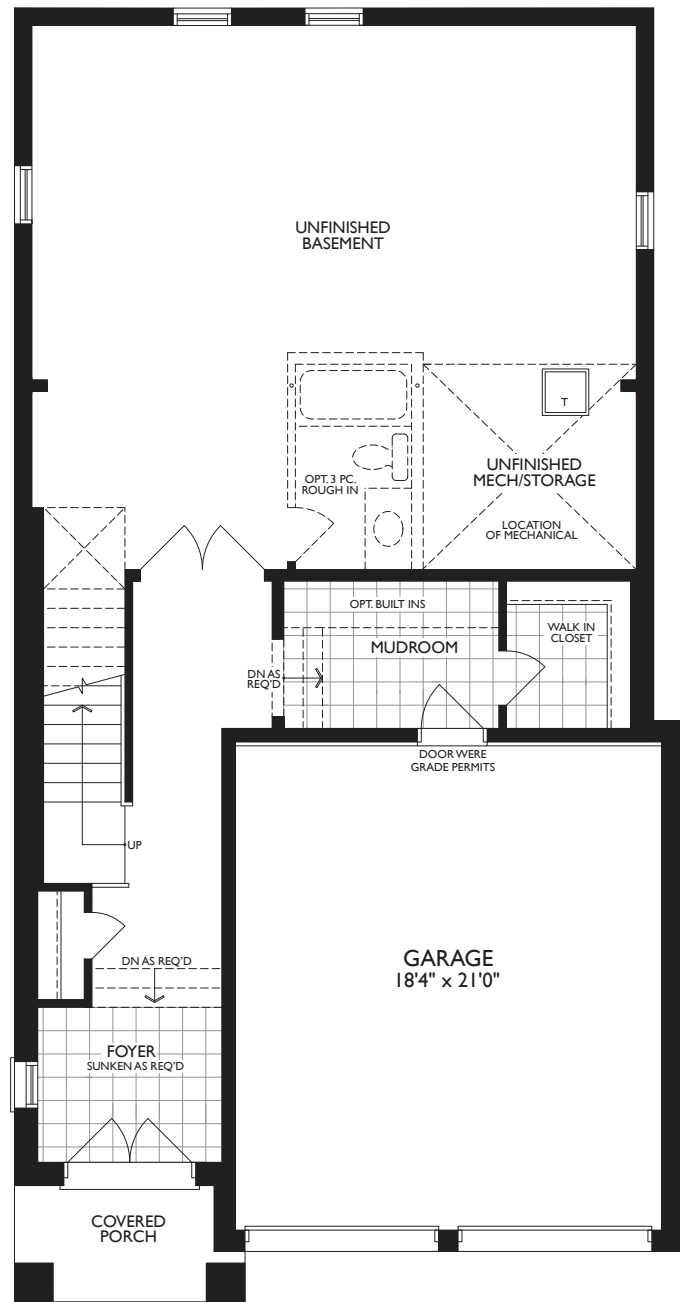 UNFINISHED
BASEMENT
T
OPT. 3 PC.
ROUGH IN
UNFINISHED
MECH/STORAGE
LOCATION
OF MECHANICAL
OPT. BUILT INS
MUDROOM
WALK IN
CLOSET
DN AS
REQ'D
DOOR WERE
GRADE PERMITS
UP
DN AS REQ'D
GARAGE
18'4" x 21'0"
FOYER
SUNKEN AS REQ'D
COVERED
PORCH